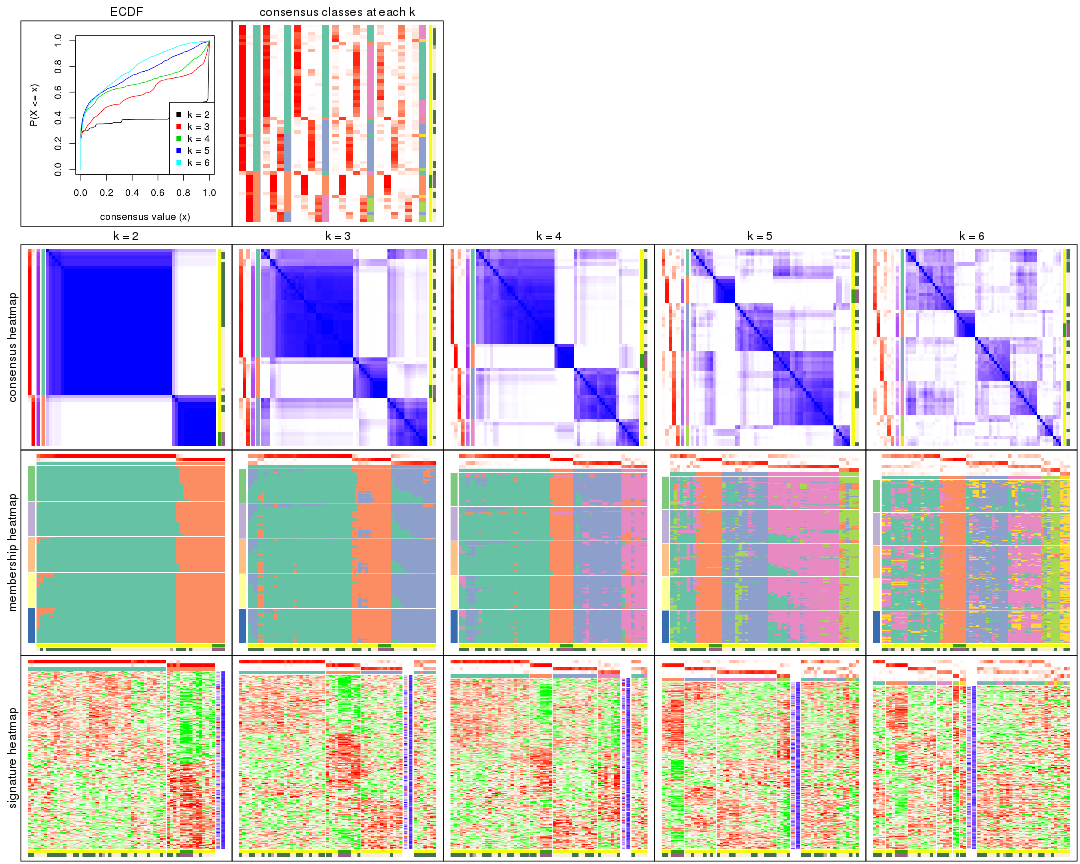 ECDF
consensus classes at each k
P(X <= x)
0.0 0.2 0.4 0.6 0.8 1.0
k = 2
k = 3
k = 4
k = 5
k = 6
0.0 0.2 0.4 0.6 0.8 1.0
consensus value (x)
k = 2
k = 3
k = 4
k = 5
k = 6
consensus heatmap
membership heatmap
signature heatmap